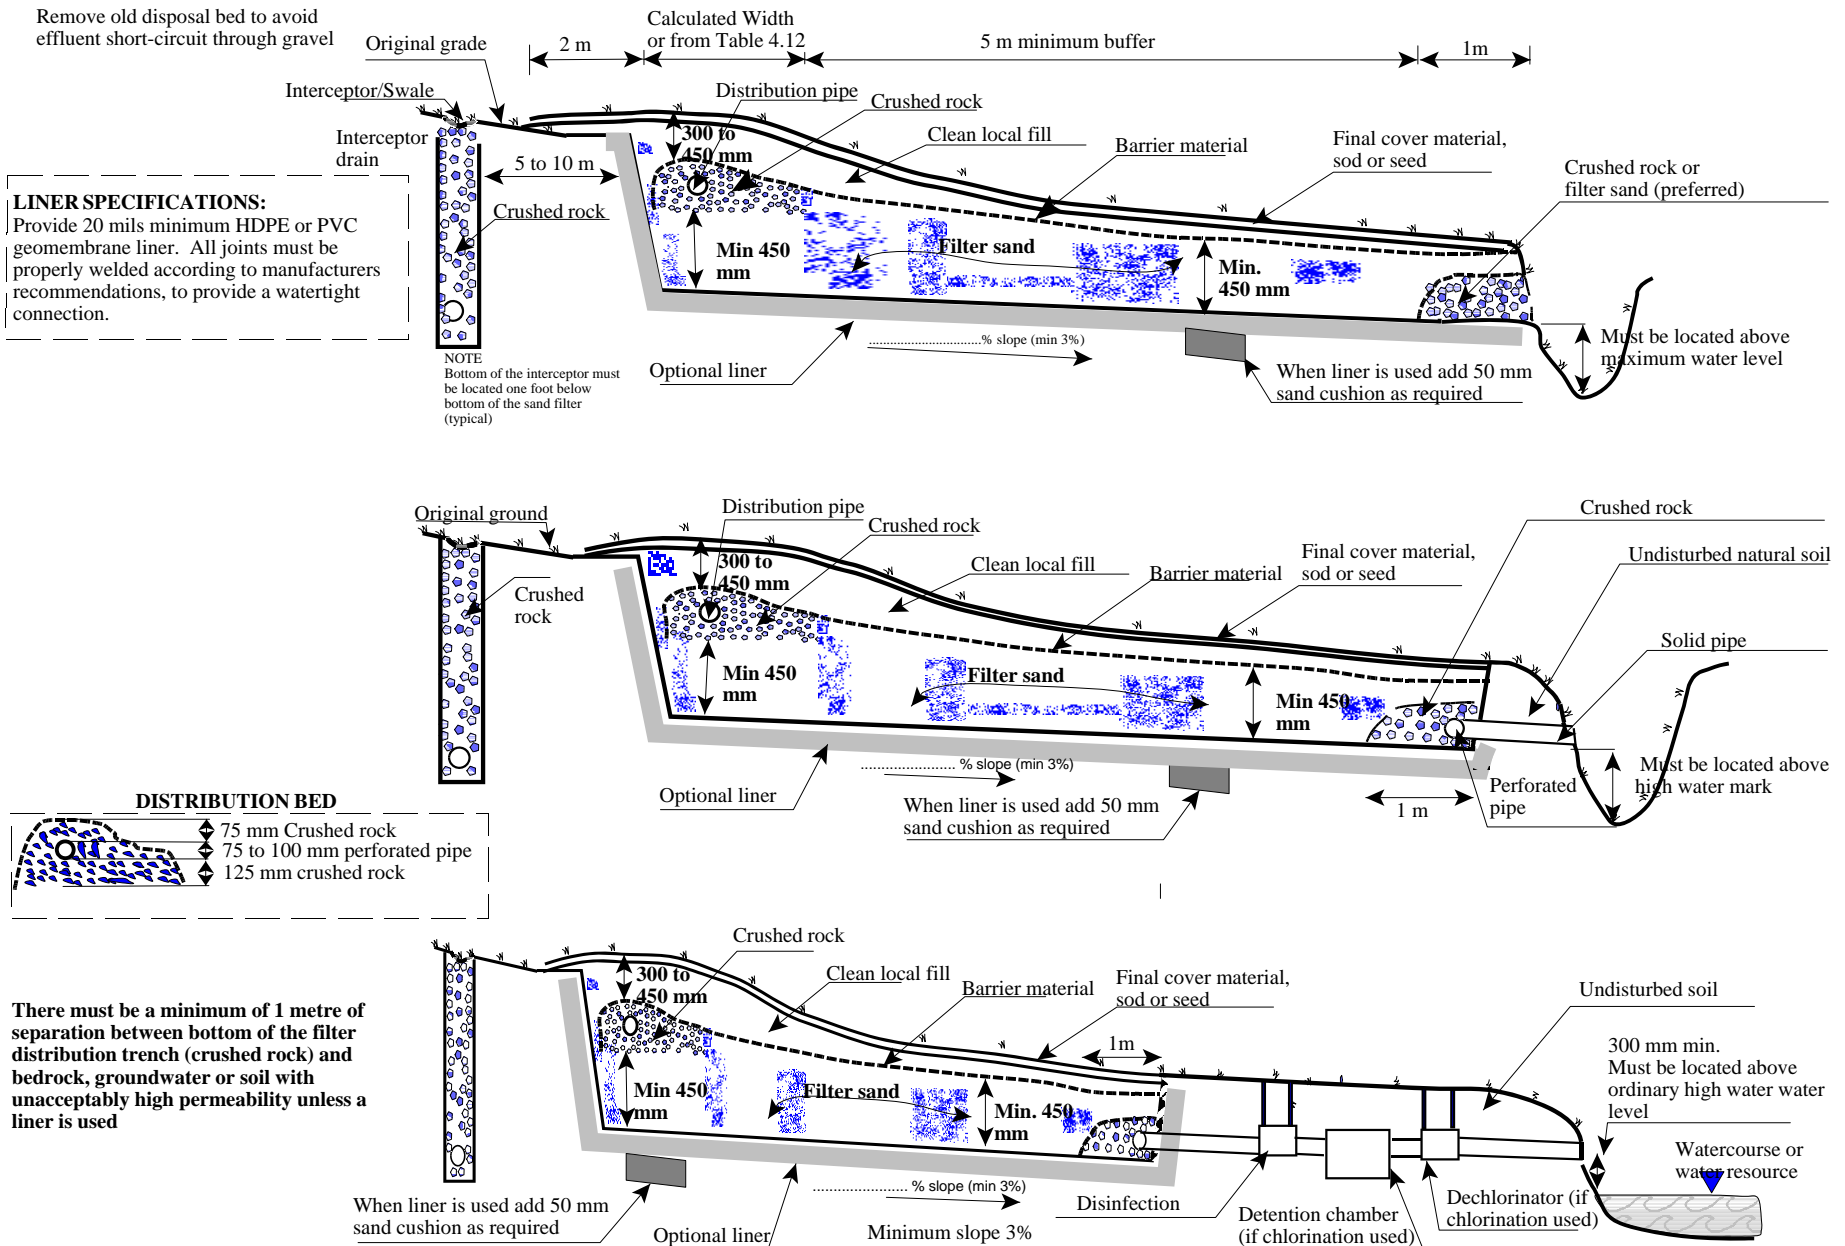 Remove old disposal bed to avoid
effluent short-circuit through gravel
Original grade
2 m
Calculated Width
or from Table 4.12
5 m minimum buffer
1m
Interceptor/Swale
Distribution pipe
Crushed rock
Interceptor
drain
300 to
450 mm
Clean local fill
Barrier material
Final cover material,
sod or seed
Crushed rock or
filter sand (preferred)
5 to 10 m
LINER SPECIFICATIONS:
Provide 20 mils minimum HDPE or PVC
geomembrane liner. All joints must be
properly welded according to manufacturers
recommendations, to provide a watertight
connection.
Crushed rock
Min 450
mm
Filter sand
Min.
450 mm
NOTE
Bottom of the interceptor must
be located one foot below
bottom of the sand filter
(typical)
Optional liner
% slope (min 3%)
When liner is used add 50 mm
sand cushion as required
Must be located above
maximum water level
Original ground
Distribution pipe
Crushed rock
Crushed rock
300 to
450 mm
Clean local fill
Barrier material
Final cover material,
sod or seed
Undisturbed natural soil
Crushed
rock
Solid pipe
Min 450
mm
Filter sand
Min 450
mm
% slope (min 3%)
Optional liner
When liner is used add 50 mm
sand cushion as required
1 m
Perforated
pipe
Must be located above
high water mark
DISTRIBUTION BED
75 mm Crushed rock
75 to 100 mm perforated pipe
125 mm crushed rock
Crushed rock
300 to
450 mm
Clean local fill
Barrier material
Final cover material,
sod or seed
Undisturbed soil
There must be a minimum of 1 metre of
separation between bottom of the filter
distribution trench (crushed rock) and
bedrock, groundwater or soil with
unacceptably high permeability unless a
liner is used
1m
300 mm min.
Must be located above
ordinary high water water
level
Min 450
mm
Filter sand
Min. 450
mm
Watercourse or
water resource
% slope (min 3%)
When liner is used add 50 mm
sand cushion as required
Optional liner
Minimum slope 3%
Disinfection
Detention chamber
(if chlorination used)
Dechlorinator (if
chlorination used)